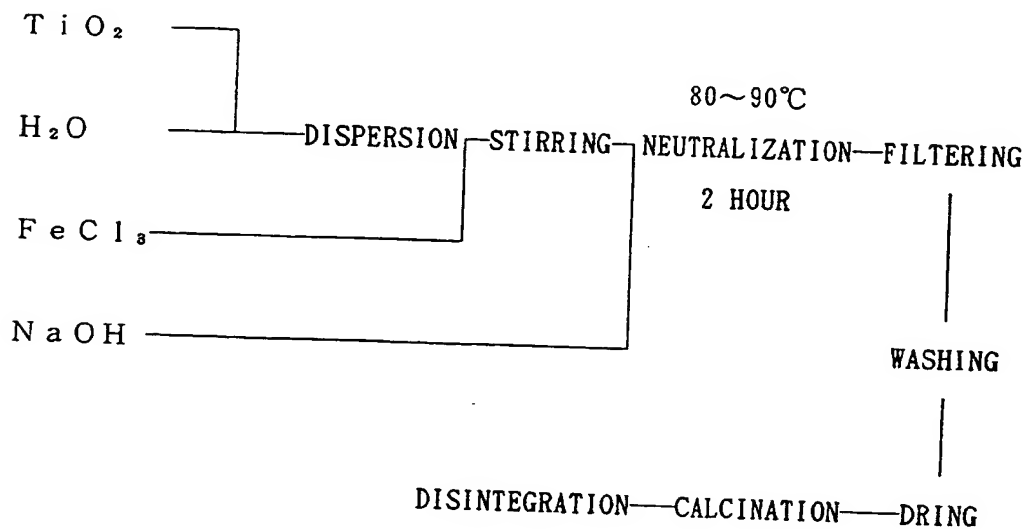 TiO₂
80～90℃
H₂O DISPERSION STIRRING NEUTRALIZATION FILTERING
2 HOUR
FeCl₃
NaOH
WASHING
DISINTEGRATION CALCINATION DRING